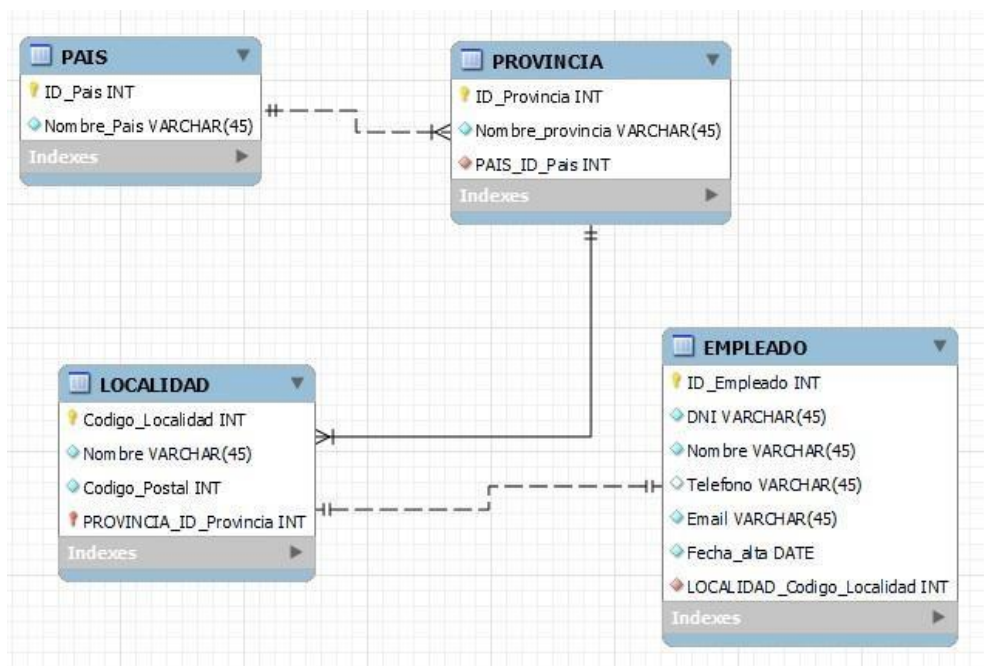 PAIS
ID_Pais INT
Nombre_Pais VARCHAR(45)
Indexes
PROVINCIA
ID_Provincia INT
Nombre_provincia VARCHAR(45)
PAIS_ID_Pais INT
Indexes
LOCALIDAD
Codigo_Localidad INT
Nombre VARCHAR(45)
Codigo_Postal INT
PROVINCIA_ID_Provincia INT
Indexes
EMPLEADO
ID_Empleado INT
DNI VARCHAR(45)
Nombre VARCHAR(45)
Telefono VARCHAR(45)
Email VARCHAR(45)
Fecha_alta DATE
LOCALIDAD_Codigo_Localidad INT
Indexes